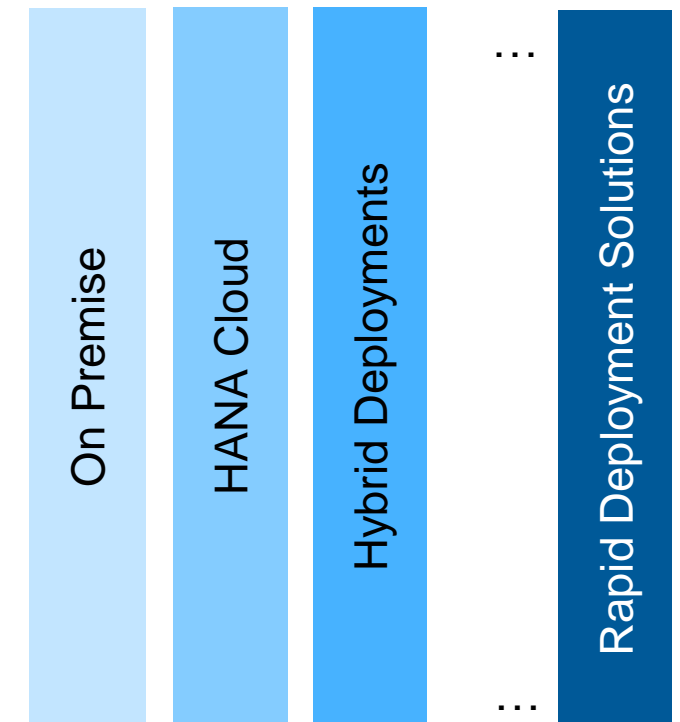 On Premise
HANA Cloud
Hybrid Deployments
...
...
Rapid Deployment Solutions